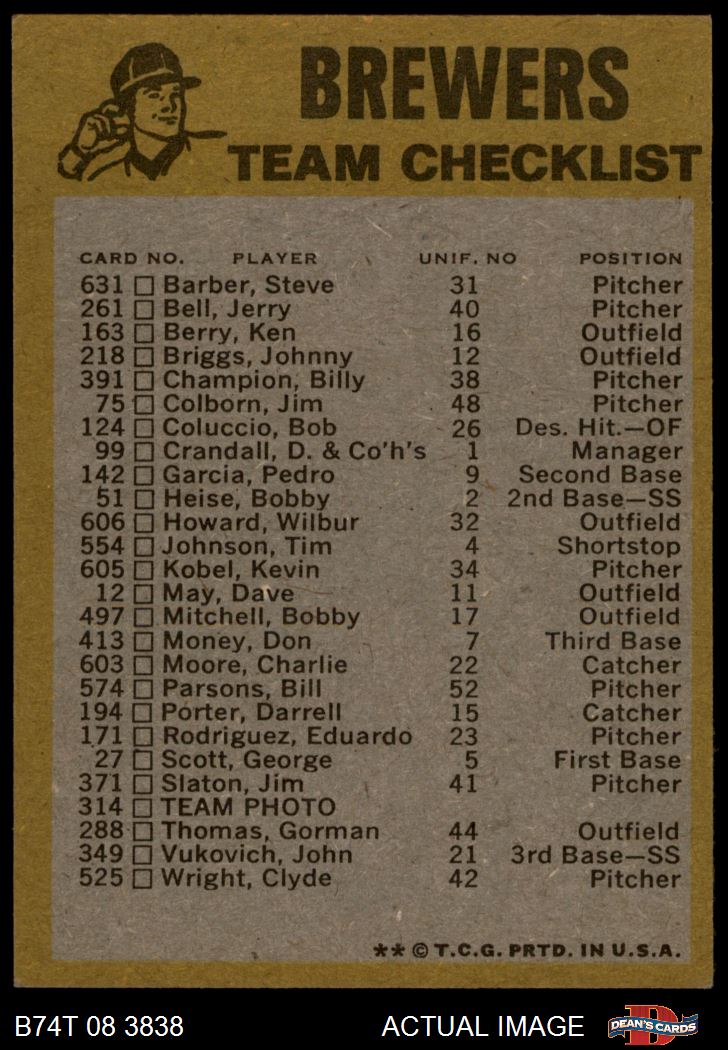 BREWERS
TEAM CHECKLIST
CARD NO. PLAYER UNIF. NO POSITION
631 Barber, Steve 31 Pitcher
261 Bell, Jerry 40 Pitcher
163 Berry, Ken 16 Outfield
218 Briggs, Johnny 12 Outfield
391 Champion, Billy 38 Pitcher
75 Colborn, Jim 48 Pitcher
124 Coluccio, Bob 26 Des. Hit.—OF
99 Crandall, D. & Co'h's 1 Manager
142 Garcia, Pedro 9 Second Base
51 Heise, Bobby 2 2nd Base—SS
606 Howard, Wilbur 32 Outfield
554 Johnson, Tim 4 Shortstop
605 Kobel, Kevin 34 Pitcher
12 May, Dave 11 Outfield
497 Mitchell, Bobby 17 Outfield
413 Money, Don 7 Third Base
603 Moore, Charlie 22 Catcher
574 Parsons, Bill 52 Pitcher
194 Porter, Darrell 15 Catcher
171 Rodriguez, Eduardo 23 Pitcher
27 Scott, George 5 First Base
371 Slaton, Jim 41 Pitcher
314 TEAM PHOTO
288 Thomas, Gorman 44 Outfield
349 Vukovich, John 21 3rd Base—SS
525 Wright, Clyde 42 Pitcher
** © T.C.G. PRTD. IN U.S.A.
B74T 08 3838 ACTUAL IMAGE DEAN'S CARDS